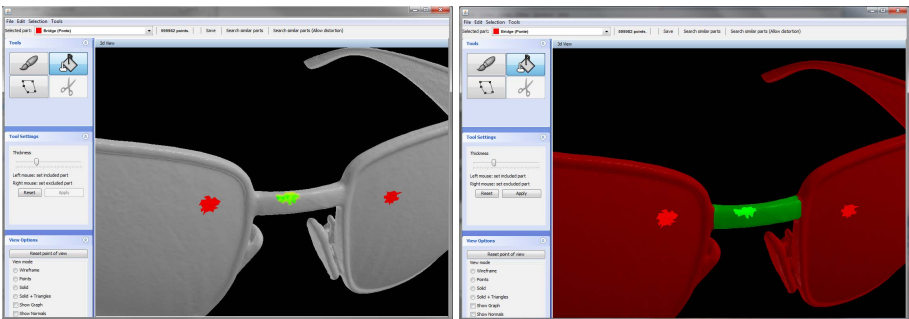 File Edit Selection Tools
Selected part: Bridge (Ponte) 099982 points. Save Search similar parts Search similar parts (Allow distortion)
Tools
3d View
Tool Settings
Thickness
Left mouse: set included part
Right mouse: set excluded part
Reset Apply
View Options
Reset point of view
View mode
Wireframe
Points
Solid
Solid + Triangles
Show Graph
Show Normals
File Edit Selection Tools
Selected part: Bridge (Ponte) Save Search similar parts Search similar parts (Allow distortion)
Tools
3d View
Tool Settings
Thickness
Left mouse: set included part
Right mouse: set excluded part
Reset Apply
View Options
Reset point of view
View mode
Wireframe
Points
Solid
Solid + Triangles
Show Graph
Show Normals